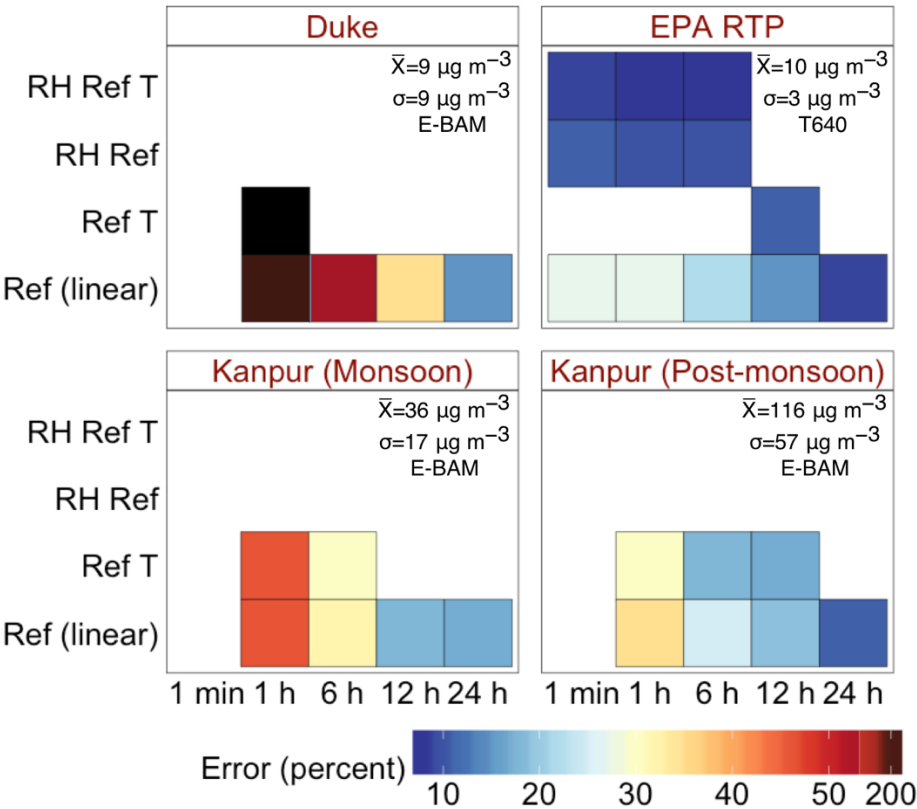 Duke
EPA RTP
X̅=9 µg m⁻³
σ=9 µg m⁻³
E-BAM
X̅=10 µg m⁻³
σ=3 µg m⁻³
T640
RH Ref T
RH Ref
Ref T
Ref (linear)
Kanpur (Monsoon)
Kanpur (Post-monsoon)
X̅=36 µg m⁻³
σ=17 µg m⁻³
E-BAM
X̅=116 µg m⁻³
σ=57 µg m⁻³
E-BAM
RH Ref T
RH Ref
Ref T
Ref (linear)
1 min 1 h 6 h 12 h 24 h
1 min 1 h 6 h 12 h 24 h
Error (percent)
10 20 30 40 50 200